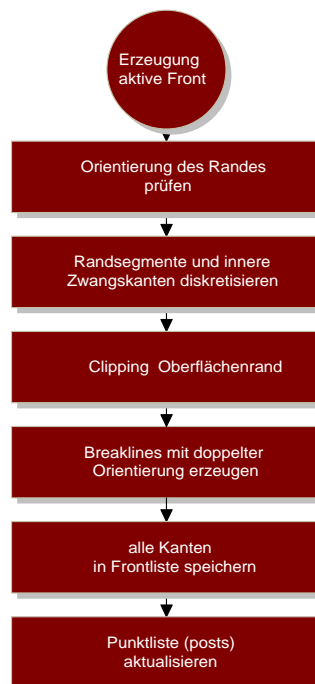 Erzeugung
aktive Front
Orientierung des Randes
prüfen
Randsegmente und innere
Zwangskanten diskretisieren
Clipping Oberflächenrand
Breaklines mit doppelter
Orientierung erzeugen
alle Kanten
in Frontliste speichern
Punktliste (posts)
aktualisieren